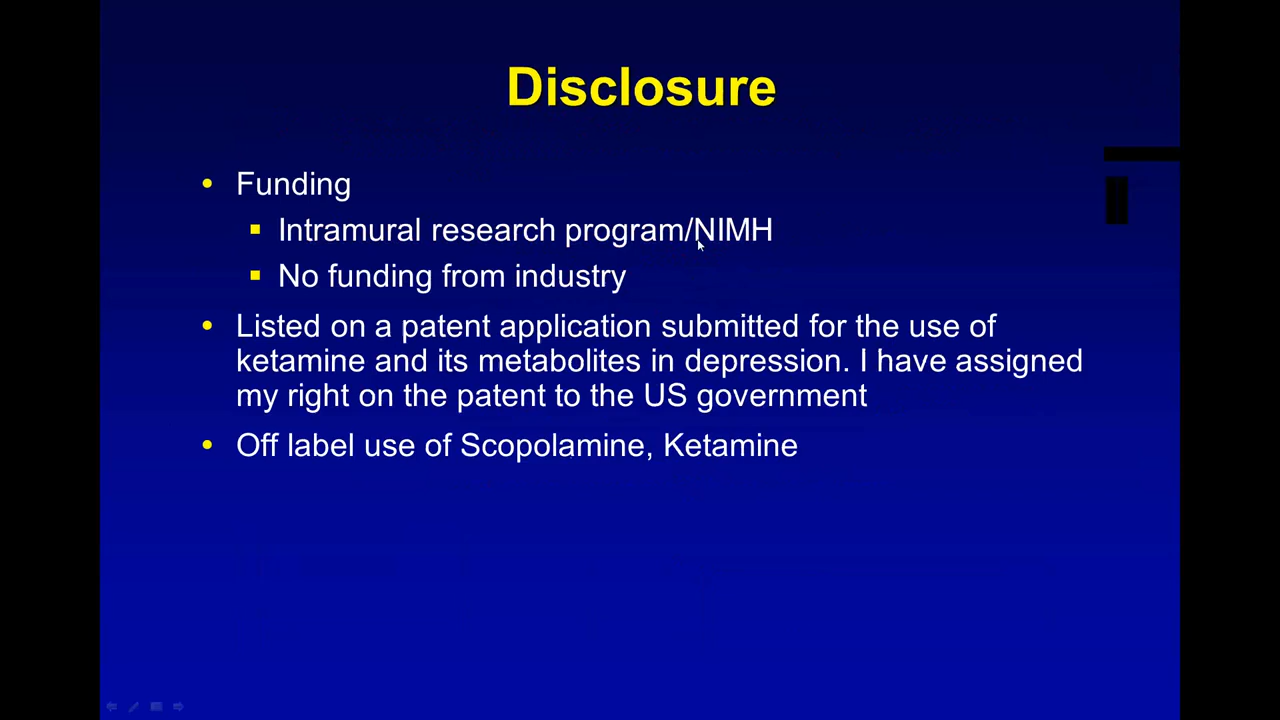 Disclosure
Funding
Intramural research program/NIMH
No funding from industry
Listed on a patent application submitted for the use of
ketamine and its metabolites in depression. I have assigned
my right on the patent to the US government
Off label use of Scopolamine, Ketamine